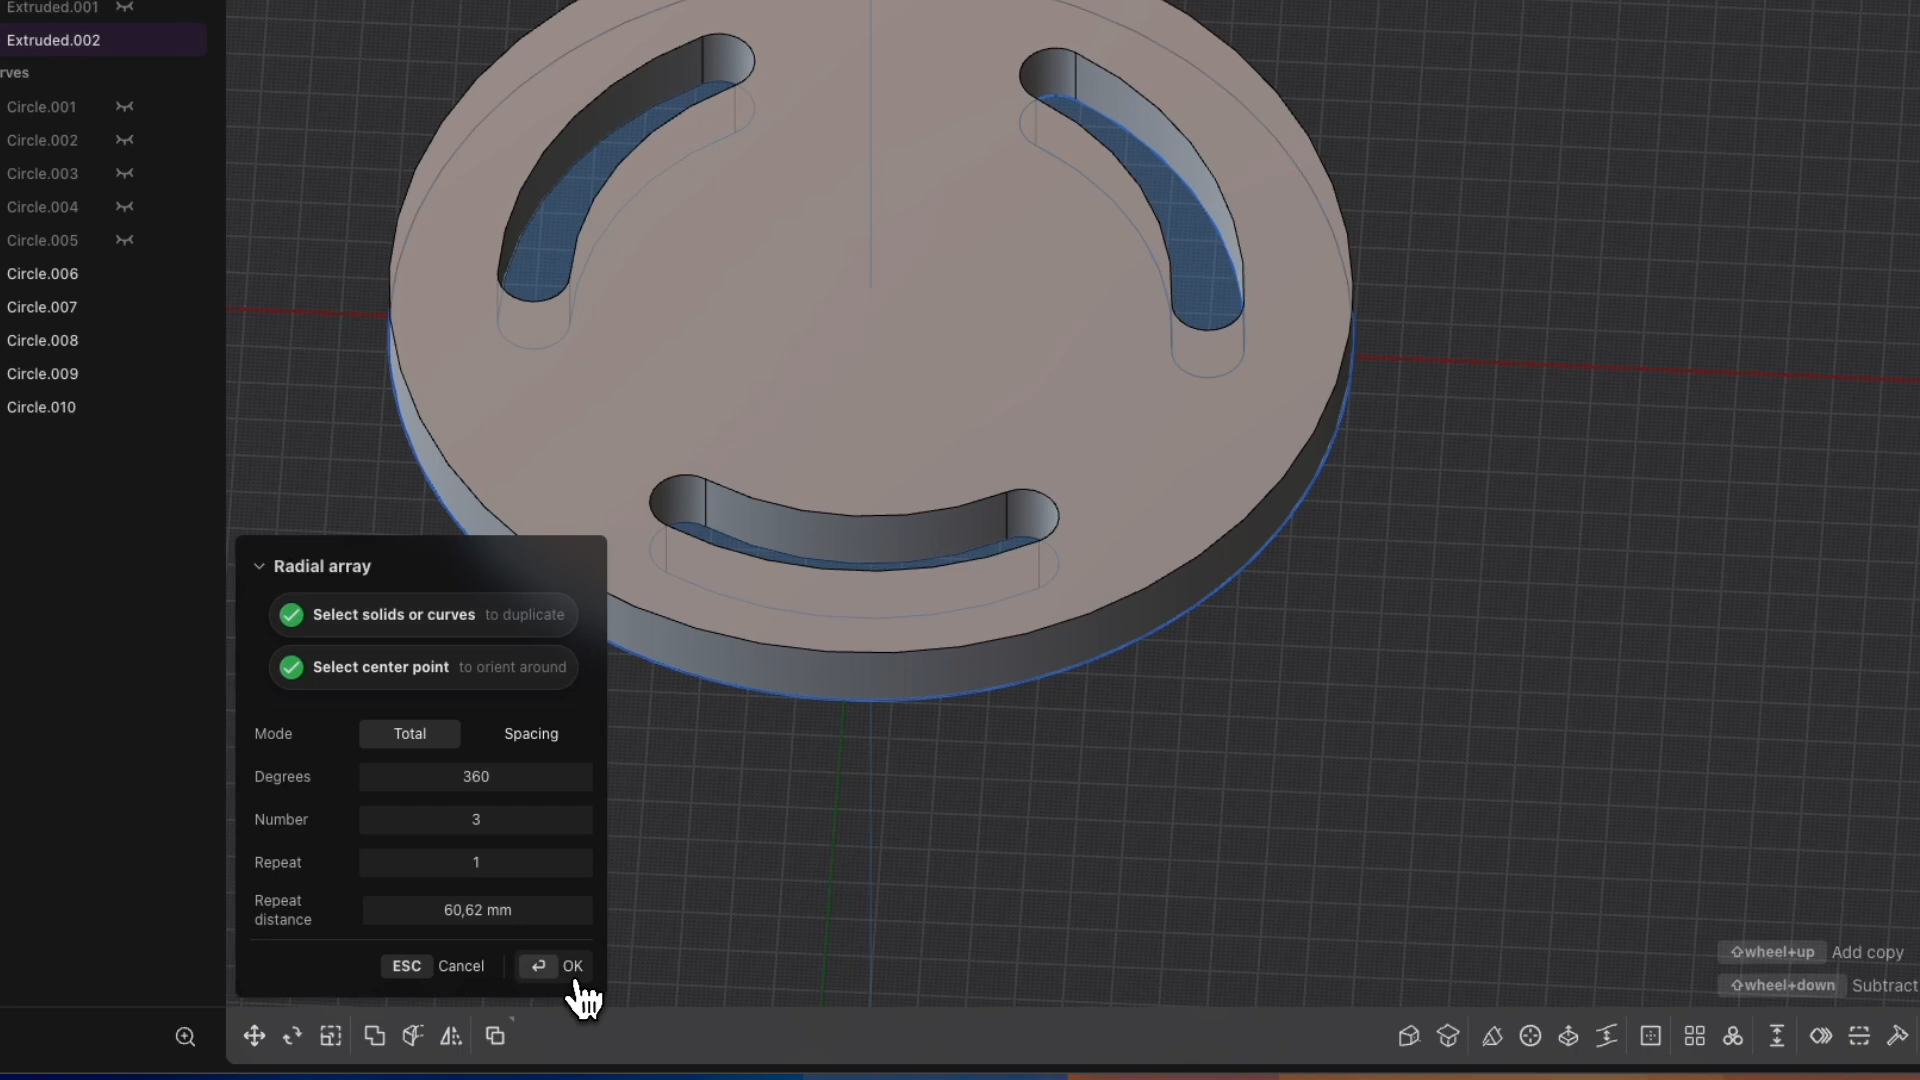 Extruded.001
Extruded.002
rves
Circle.001
Circle.002
Circle.003
Circle.004
Circle.005
Circle.006
Circle.007
Circle.008
Circle.009
Circle.010
Radial array
Select solids or curves to duplicate
Select center point to orient around
Mode Total Spacing
Degrees 360
Number 3
Repeat 1
Repeat distance 60,62 mm
ESC Cancel OK
wheel+up Add copy
wheel+down Subtract